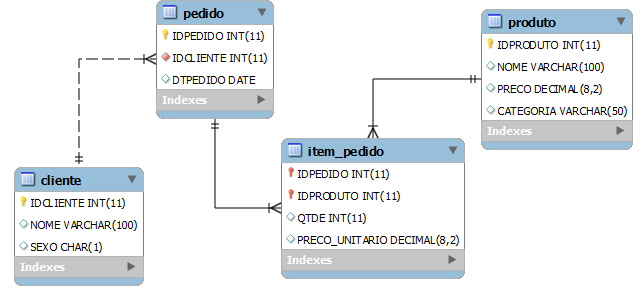 pedido
IDPEDIDO INT(11)
IDCLIENTE INT(11)
DTPEDIDO DATE
Indexes
produto
IDPRODUTO INT(11)
NOME VARCHAR(100)
PRECO DECIMAL(8,2)
CATEGORIA VARCHAR(50)
Indexes
item_pedido
IDPEDIDO INT(11)
IDPRODUTO INT(11)
QTDE INT(11)
PRECO_UNITARIO DECIMAL(8,2)
Indexes
cliente
IDCLIENTE INT(11)
NOME VARCHAR(100)
SEXO CHAR(1)
Indexes